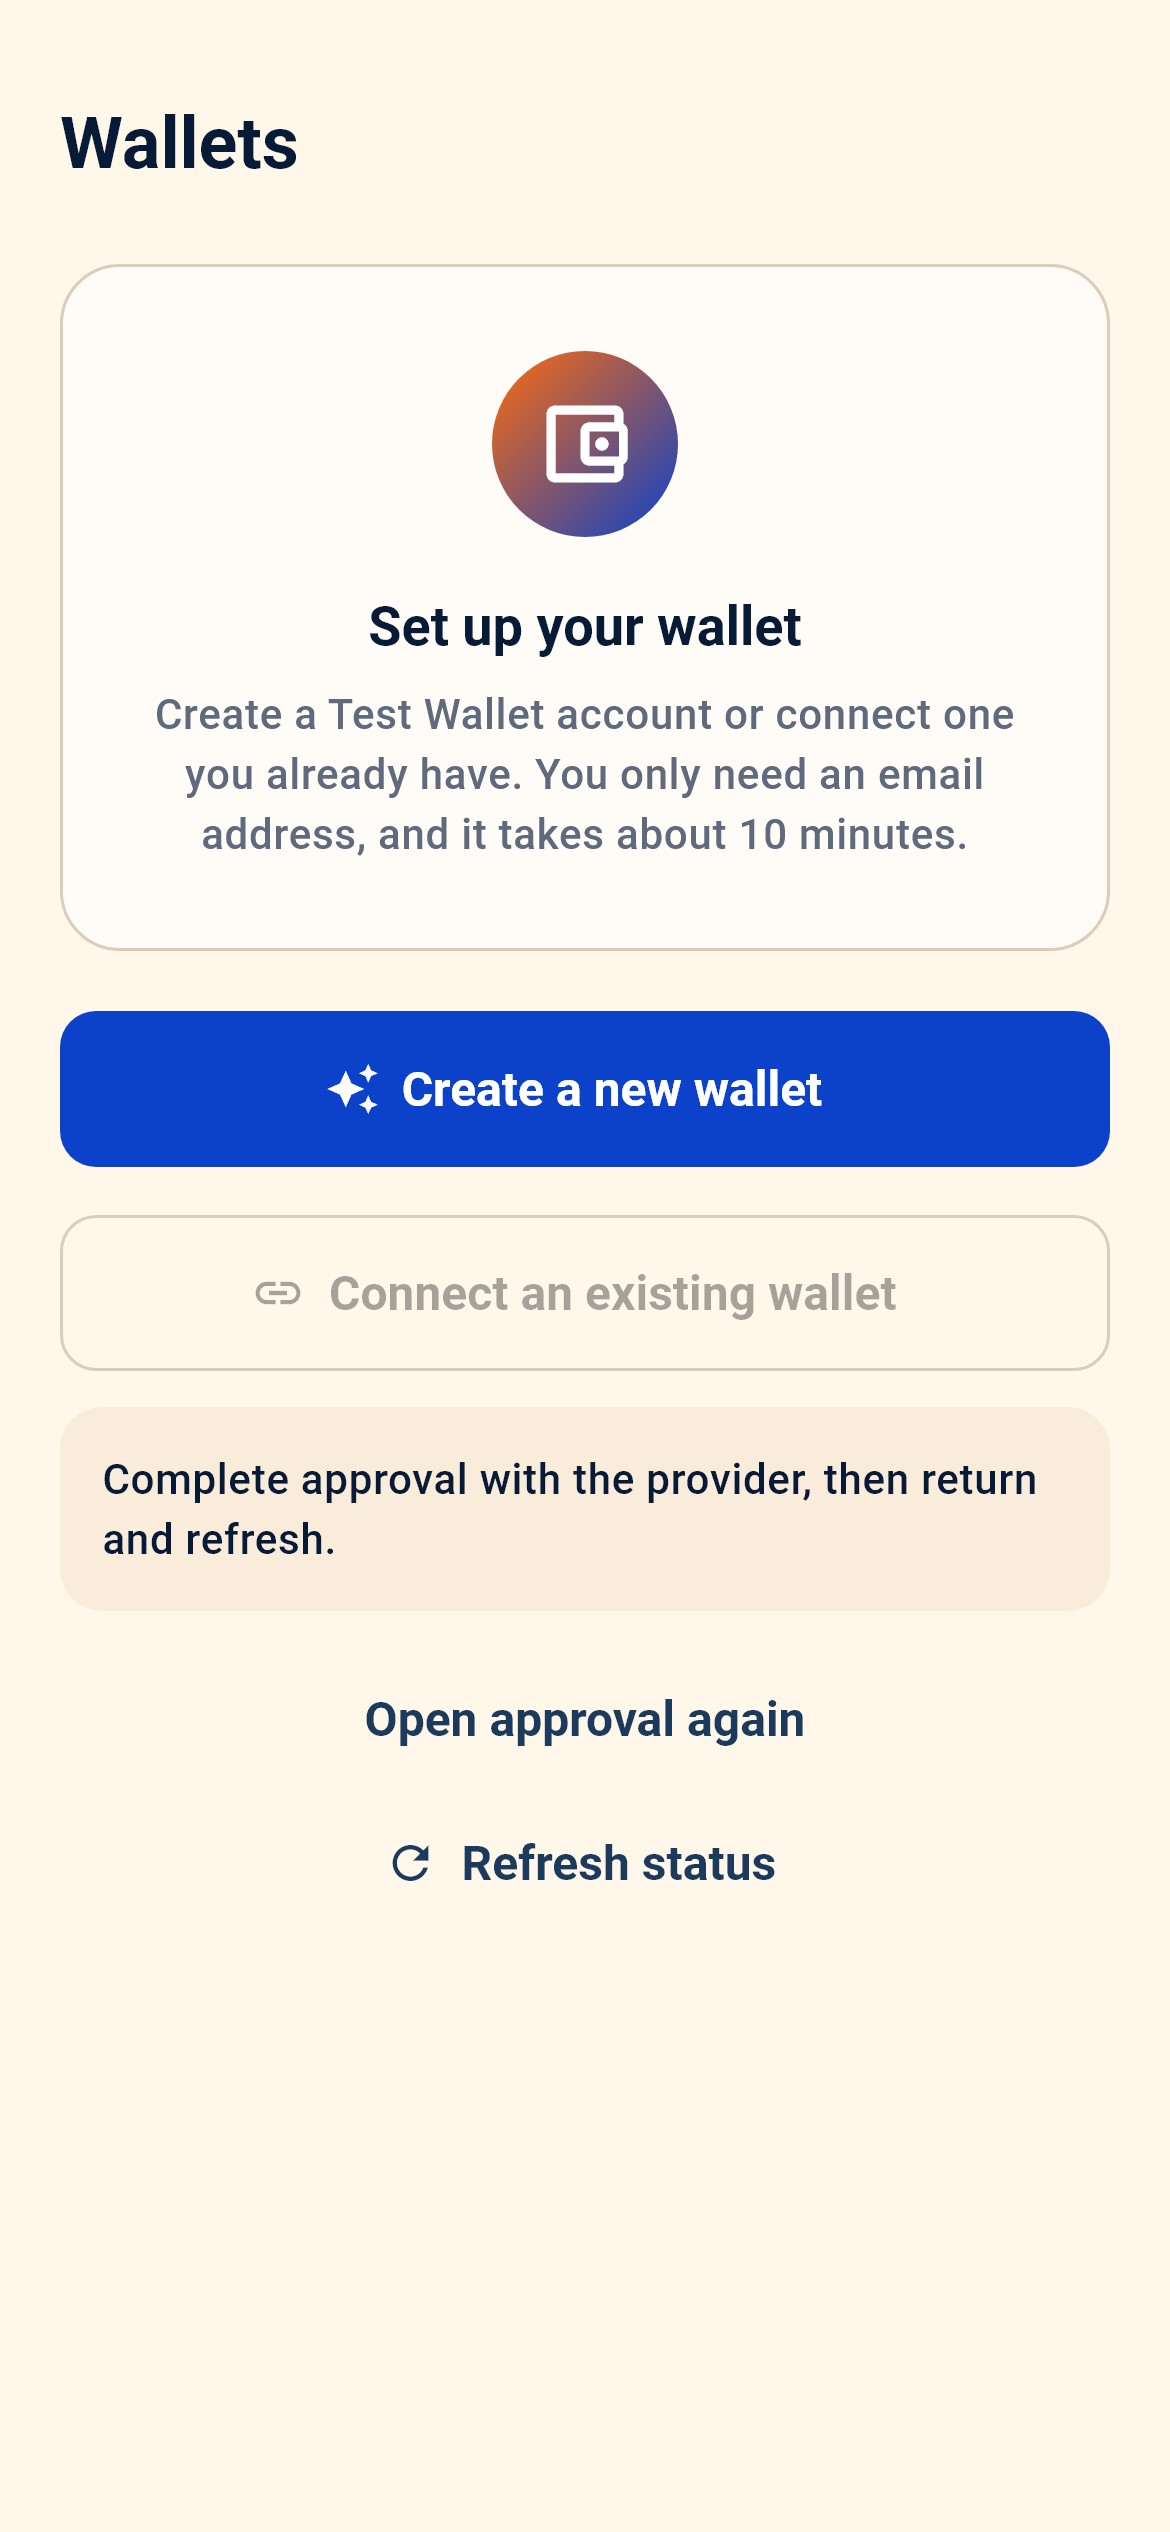 Wallets
Set up your wallet
Create a Test Wallet account or connect one
you already have. You only need an email
address, and it takes about 10 minutes.
Create a new wallet
Connect an existing wallet
Complete approval with the provider, then return
and refresh.
Open approval again
Refresh status